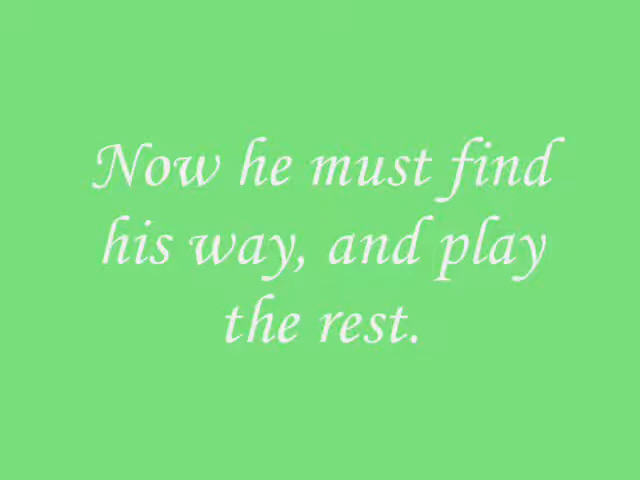 Now he must find
his way, and play
the rest.